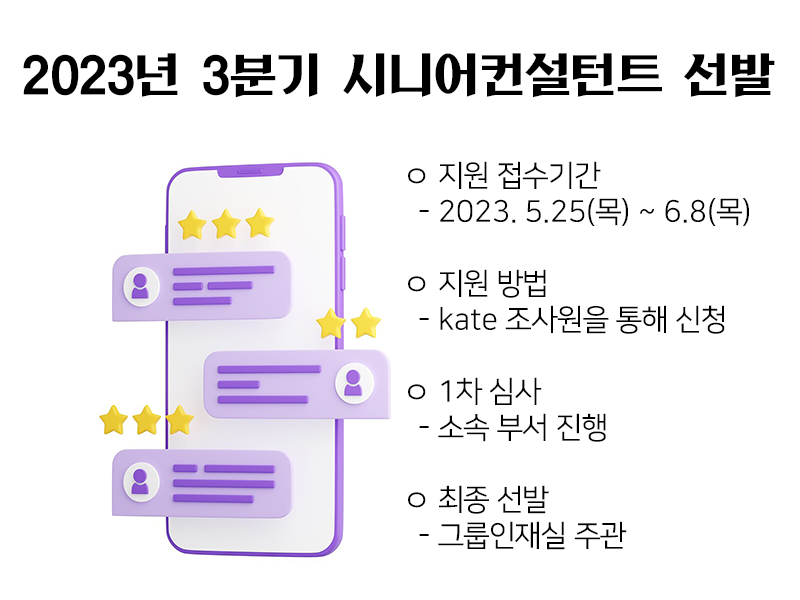 2023년 3분기 시니어컨설턴트 선발
ㅇ 지원 접수기간
- 2023. 5.25(목) ~ 6.8(목)
ㅇ 지원 방법
- kate 조사원을 통해 신청
ㅇ 1차 심사
- 소속 부서 진행
ㅇ 최종 선발
- 그룹인재실 주관